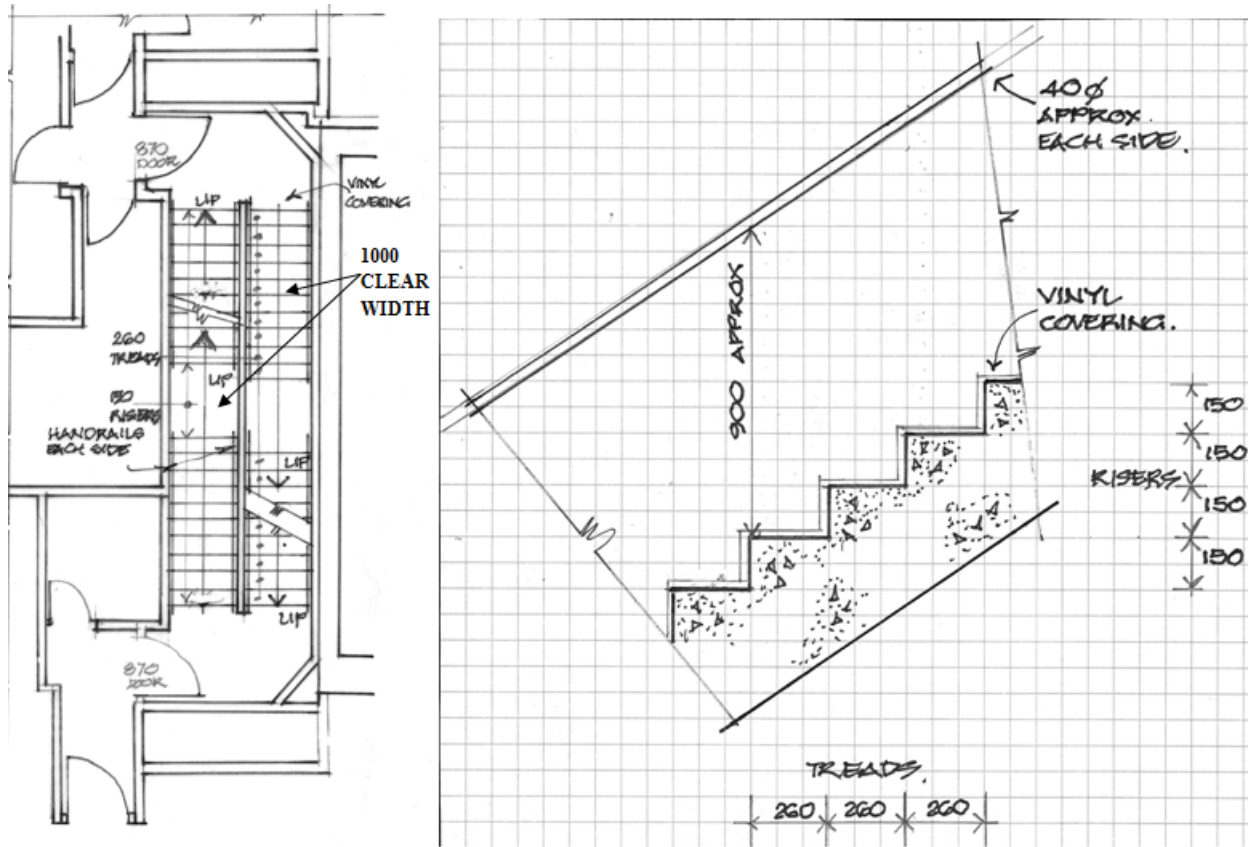 870
DOOR
UP
VINYL
COVERING
1000
CLEAR
WIDTH
260
TREADS
UP
150
RISERS
HANDRAILS
EACH SIDE
UP
UP
870
DOOR
40 Ø
APPROX.
EACH SIDE.
900 APPROX
VINYL
COVERING.
RISERS
150
150
150
150
TREADS.
260
260
260